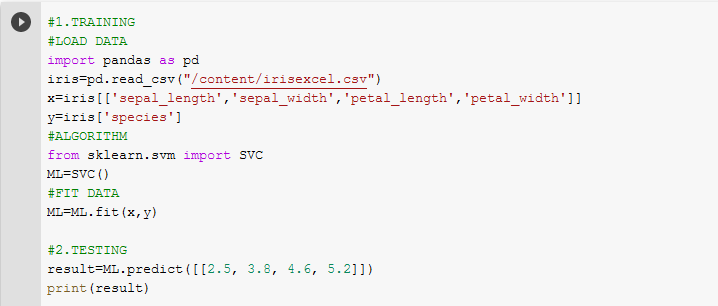 #1.TRAINING
#LOAD DATA
import pandas as pd
iris=pd.read_csv("/content/irisexcel.csv")
x=iris[['sepal_length','sepal_width','petal_length','petal_width']]
y=iris['species']
#ALGORITHM
from sklearn.svm import SVC
ML=SVC()
#FIT DATA
ML=ML.fit(x,y)

#2.TESTING
result=ML.predict([[2.5, 3.8, 4.6, 5.2]])
print(result)